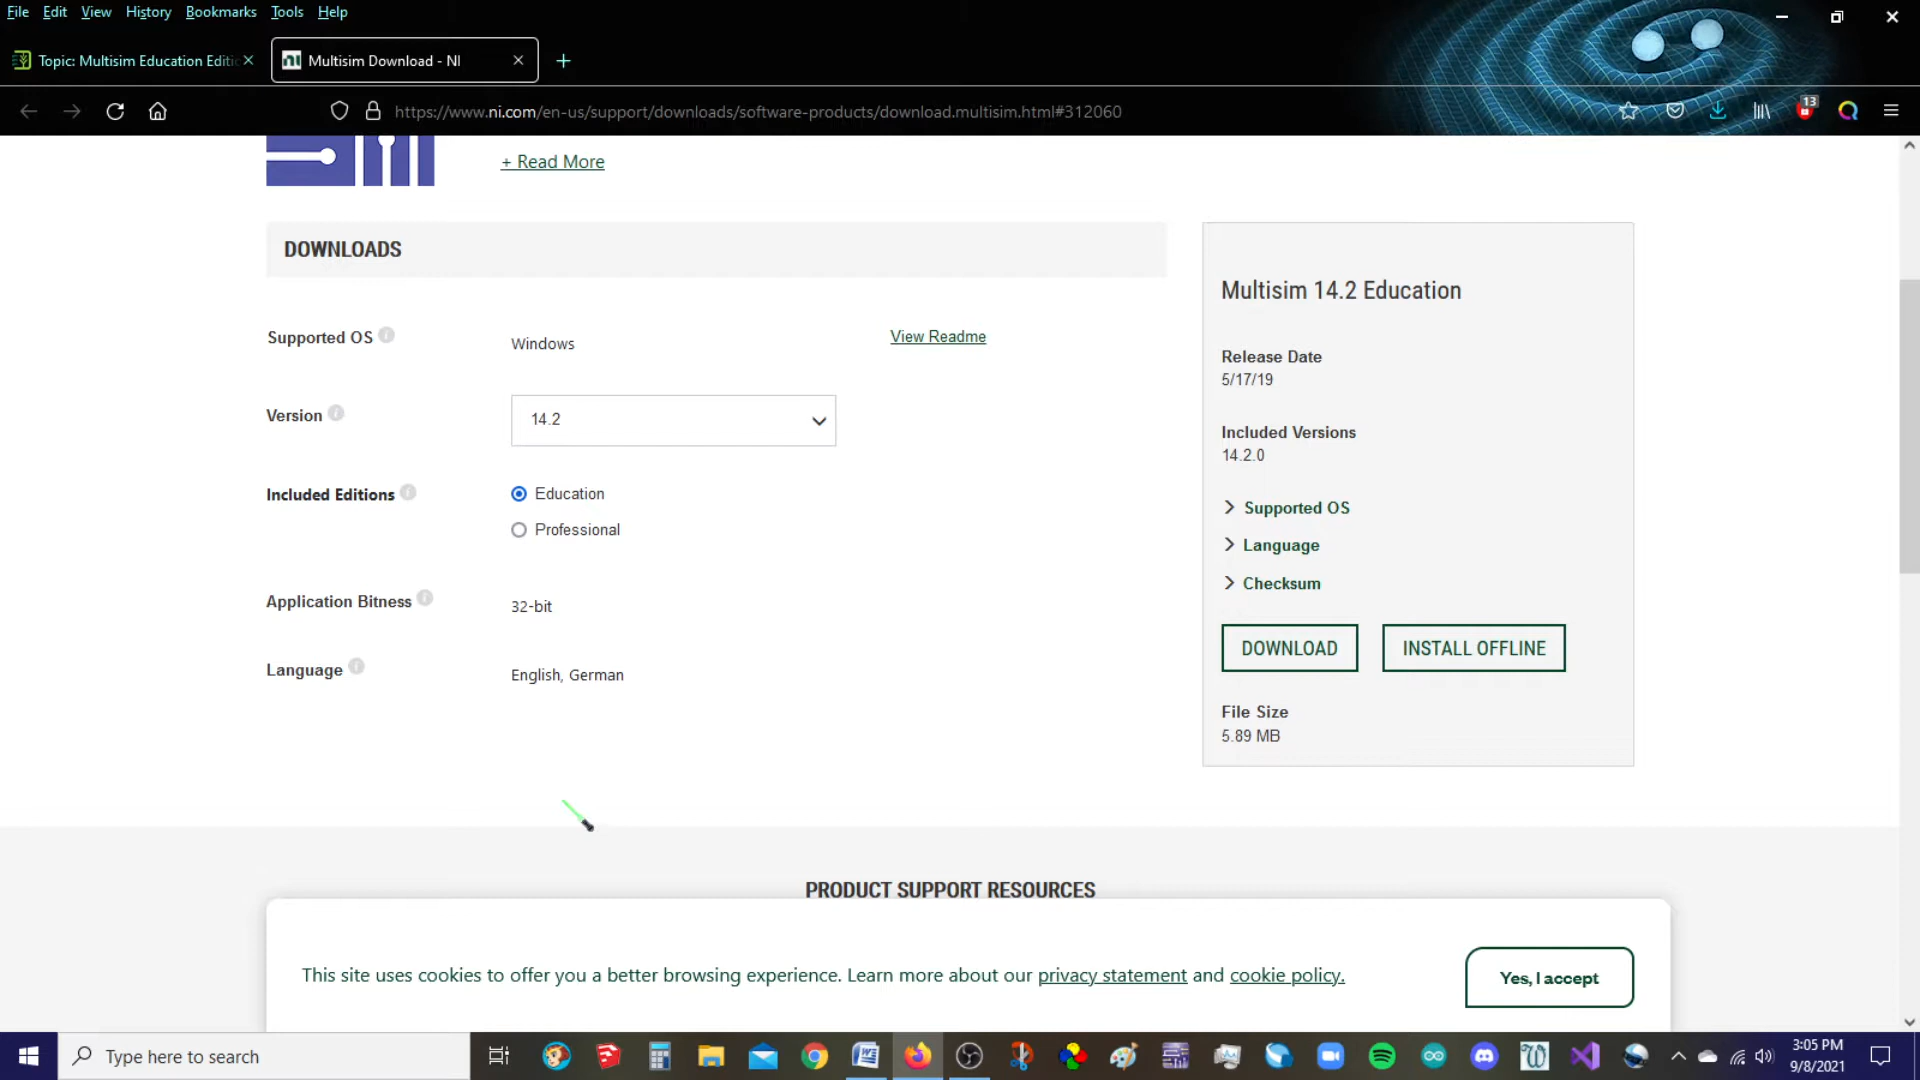 File Edit View History Bookmarks Tools Help
Topic: Multisim Education Editi
Multisim Download - NI
https://www.ni.com/en-us/support/downloads/software-products/download.multisim.html#312060
13
+ Read More
DOWNLOADS
Supported OS
Windows
View Readme
Version
14.2
Included Editions
Education
Professional
Application Bitness
32-bit
Language
English, German
Multisim 14.2 Education
Release Date
5/17/19
Included Versions
14.2.0
Supported OS
Language
Checksum
DOWNLOAD
INSTALL OFFLINE
File Size
5.89 MB
PRODUCT SUPPORT RESOURCES
This site uses cookies to offer you a better browsing experience. Learn more about our privacy statement and cookie policy.
Yes, I accept
Type here to search
3:05 PM
9/8/2021